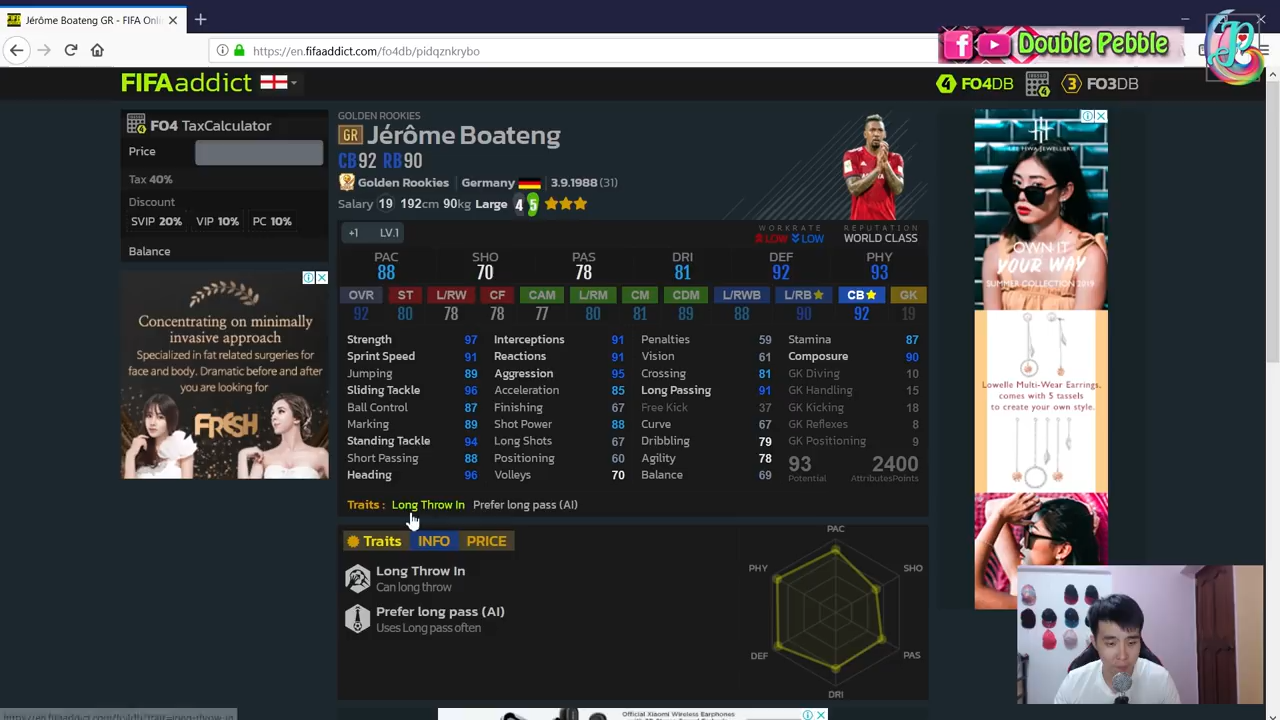 Jérôme Boateng GR - FIFA Onli
https://en.fifaddict.com/fo4db/pidqznkrybo
Double Pebble
FIFAaddict
4 FO4DB
4
3 FO3DB
4 FO4 TaxCalculator
Price
Tax 40%
Discount
SVIP 20% VIP 10% PC 10%
Balance
Concentrating on minimally
invasive approach
Specialized in fat related surgeries for
face and body. Dramatic before and after
you are looking for
FRESH
GOLDEN ROOKIES
GR Jérôme Boateng
CB92 RB90
Golden Rookies Germany 3.9.1988 (31)
Salary 19 192cm 90kg Large 4 5
WORKRATE REPUTATION
LOW LOW WORLD CLASS
+1 LV.1
PAC SHO PAS DRI DEF PHY
88 70 78 81 92 93
OVR ST L/RW CF CAM L/RM CM CDM L/RWB L/RB CB GK
92 80 78 78 77 80 81 89 88 90 92 19
Strength 97 Interceptions 91 Penalties 59 Stamina 87
Sprint Speed 91 Reactions 91 Vision 61 Composure 90
Jumping 89 Aggression 95 Crossing 81 GK Diving 10
Sliding Tackle 96 Acceleration 85 Long Passing 91 GK Handling 15
Ball Control 87 Finishing 67 Free Kick 37 GK Kicking 18
Marking 89 Shot Power 88 Curve 67 GK Reflexes 8
Standing Tackle 94 Long Shots 67 Dribbling 79 GK Positioning 9
Short Passing 88 Positioning 60 Agility 78 93 2400
Heading 96 Volleys 70 Balance 69 Potential AttributesPoints
Traits : Long Throw In Prefer long pass (AI)
Traits INFO PRICE
Long Throw In
Can long throw
Prefer long pass (AI)
Uses Long pass often
PAC
SHO
PAS
DRI
DEF
PHY
OWN IT
YOUR WAY
SUMMER COLLECTION 2019
Lowelle Multi-Wear Earrings,
comes with 5 tassels
to create your own style.
Official Xiaomi Wireless Earphones